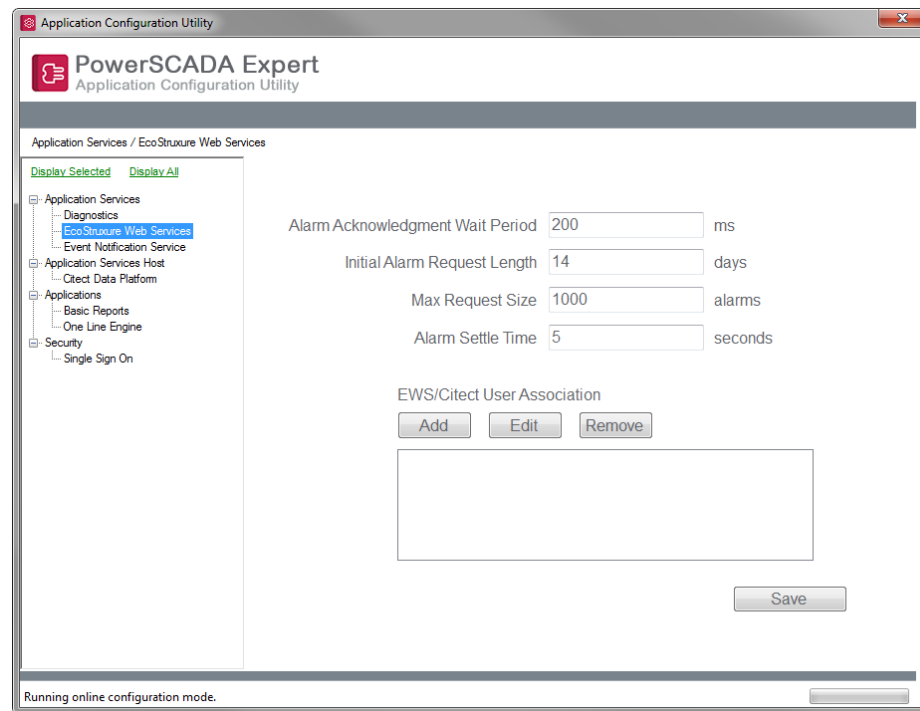 Application Configuration Utility
PowerSCADA Expert
Application Configuration Utility
Application Services / EcoStruxure Web Services
Display Selected Display All
Application Services
Diagnostics
EcoStruxure Web Services
Event Notification Service
Application Services Host
Citect Data Platform
Applications
Basic Reports
One Line Engine
Security
Single Sign On
Alarm Acknowledgment Wait Period 200 ms
Initial Alarm Request Length 14 days
Max Request Size 1000 alarms
Alarm Settle Time 5 seconds
EWS/Citect User Association
Add Edit Remove
Save
Running online configuration mode.